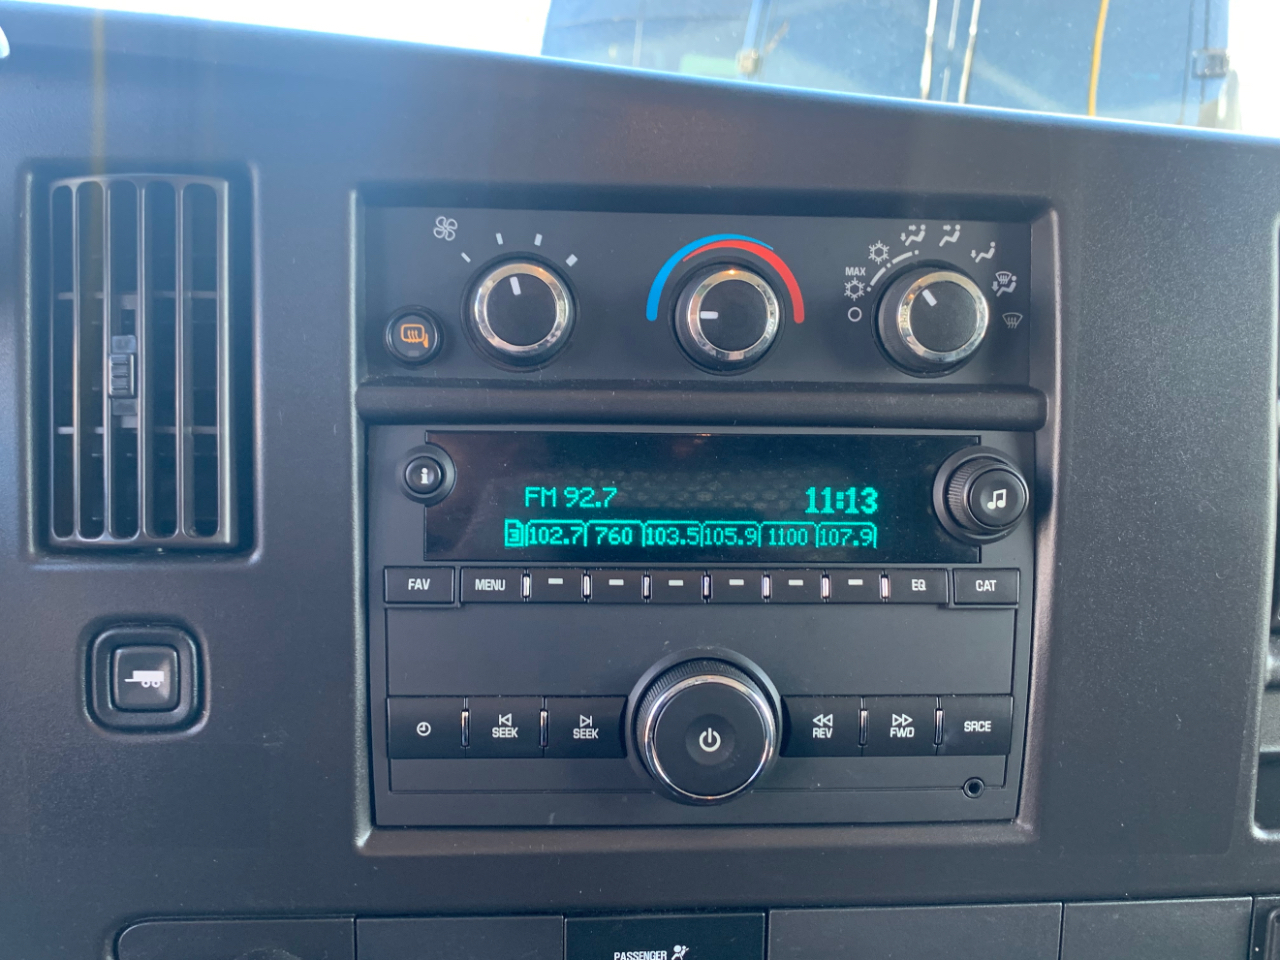 MAX
FM 92.7 11:13
3 102.7 760 103.5 105.9 1100 107.9
FAV MENU EQ CAT
SEEK SEEK REV FWD SRCE
PASSENGER